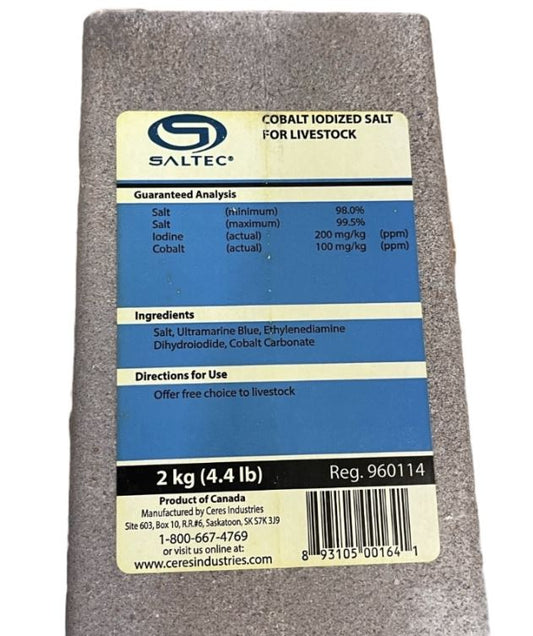 SALTEC®
COBALT IODIZED SALT
FOR LIVESTOCK
Guaranteed Analysis
Salt (minimum) 98.0%
Salt (maximum) 99.5%
Iodine (actual) 200 mg/kg (ppm)
Cobalt (actual) 100 mg/kg (ppm)
Ingredients
Salt, Ultramarine Blue, Ethylenediamine
Dihydroiodide, Cobalt Carbonate
Directions for Use
Offer free choice to livestock
2 kg (4.4 lb) Reg. 960114
Product of Canada
Manufactured by Ceres Industries
Site 603, Box 10, R.R.#6, Saskatoon, SK S7K 3J9
1-800-667-4769
or visit us online at:
www.ceresindustries.com
8 93105 00164 1